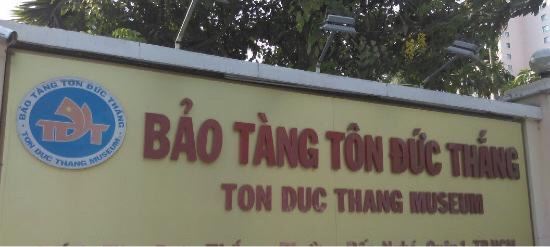 BẢO TÀNG TÔN ĐỨC THẮNG
TĐT
TON DUC THANG MUSEUM
BẢO TÀNG TÔN ĐỨC THẮNG
TON DUC THANG MUSEUM